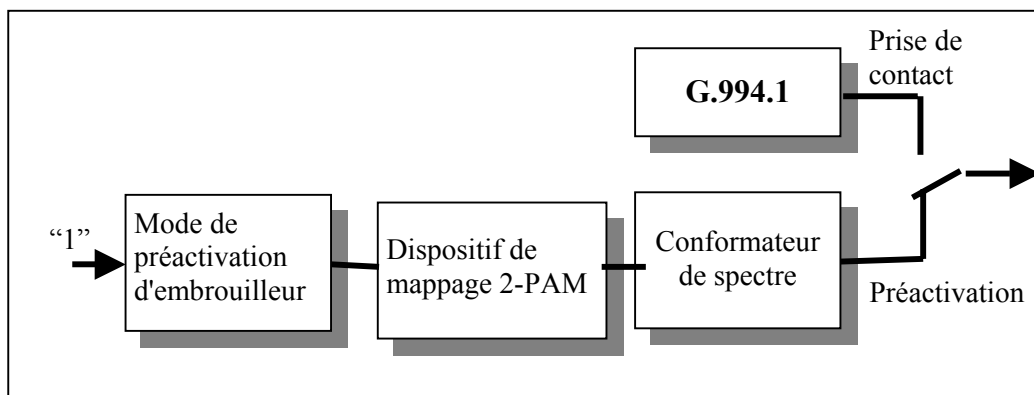 Prise de
contact
G.994.1
“1”
Mode de
préactivation
d'embrouilleur
Dispositif de
mappage 2-PAM
Conformateur
de spectre
Préactivation